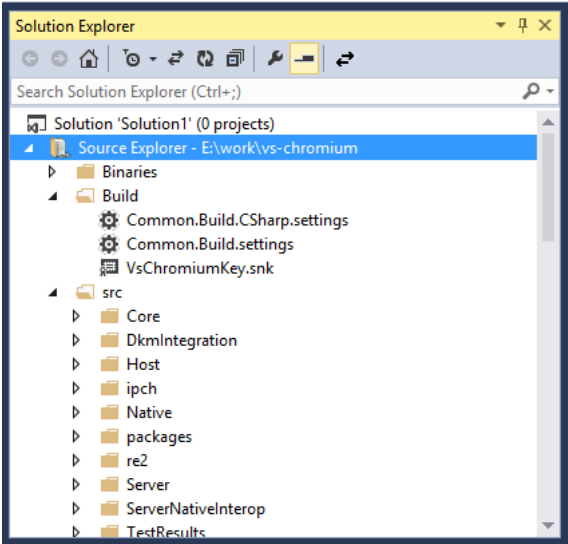 Solution Explorer
Search Solution Explorer (Ctrl+;)
Solution 'Solution1' (0 projects)
Source Explorer - E:\work\vs-chromium
Binaries
Build
Common.Build.CSharp.settings
Common.Build.settings
VsChromiumKey.snk
src
Core
DkmIntegration
Host
ipch
Native
packages
re2
Server
ServerNativeInterop
TestResults